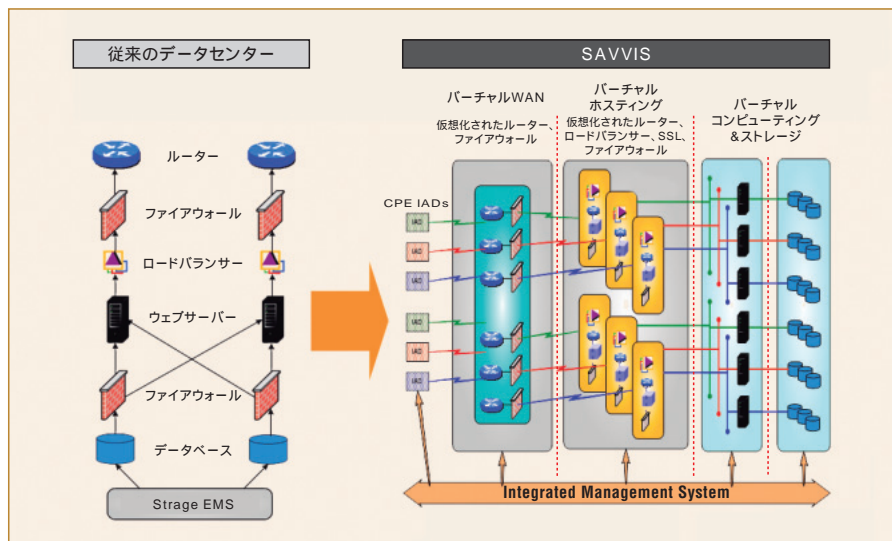 従来のデータセンター
ルーター
ファイアウォール
ロードバランサー
ウェブサーバー
ファイアウォール
データベース
Strage EMS
SAVVIS
バーチャルWAN
仮想化されたルーター、
ファイアウォール
バーチャル
ホスティング
仮想化されたルーター、
ロードバランサー、SSL、
ファイアウォール
バーチャル
コンピューティング
&ストレージ
CPE IADs
IAD
IAD
IAD
IAD
IAD
IAD
Integrated Management System